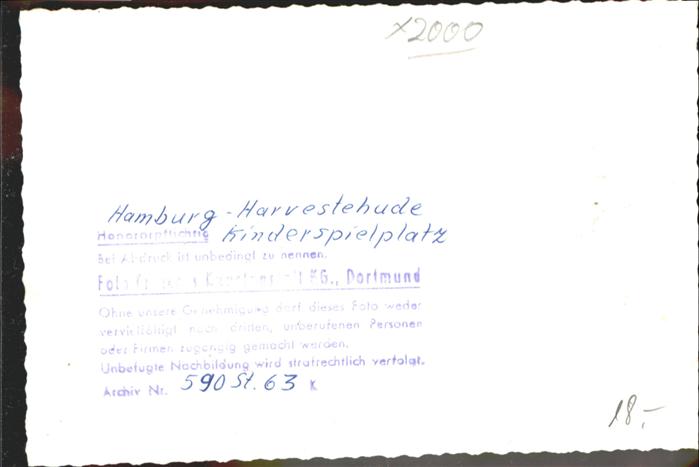 x2000
Hamburg-Harvestehude
Honorarpflichtig Kinderspielplatz
Bei Abdruck ist unbedingt zu nennen.
Foto KG., Dortmund
Ohne unsere Genehmigung darf dieses Foto weder
vervielfältigt noch dritten, unberufenen Personen
oder Firmen zugängig gemacht werden.
Unbefugte Nachbildung wird strafrechtlich verfolgt.
Archiv Nr. 590 St. 63 K
18,-